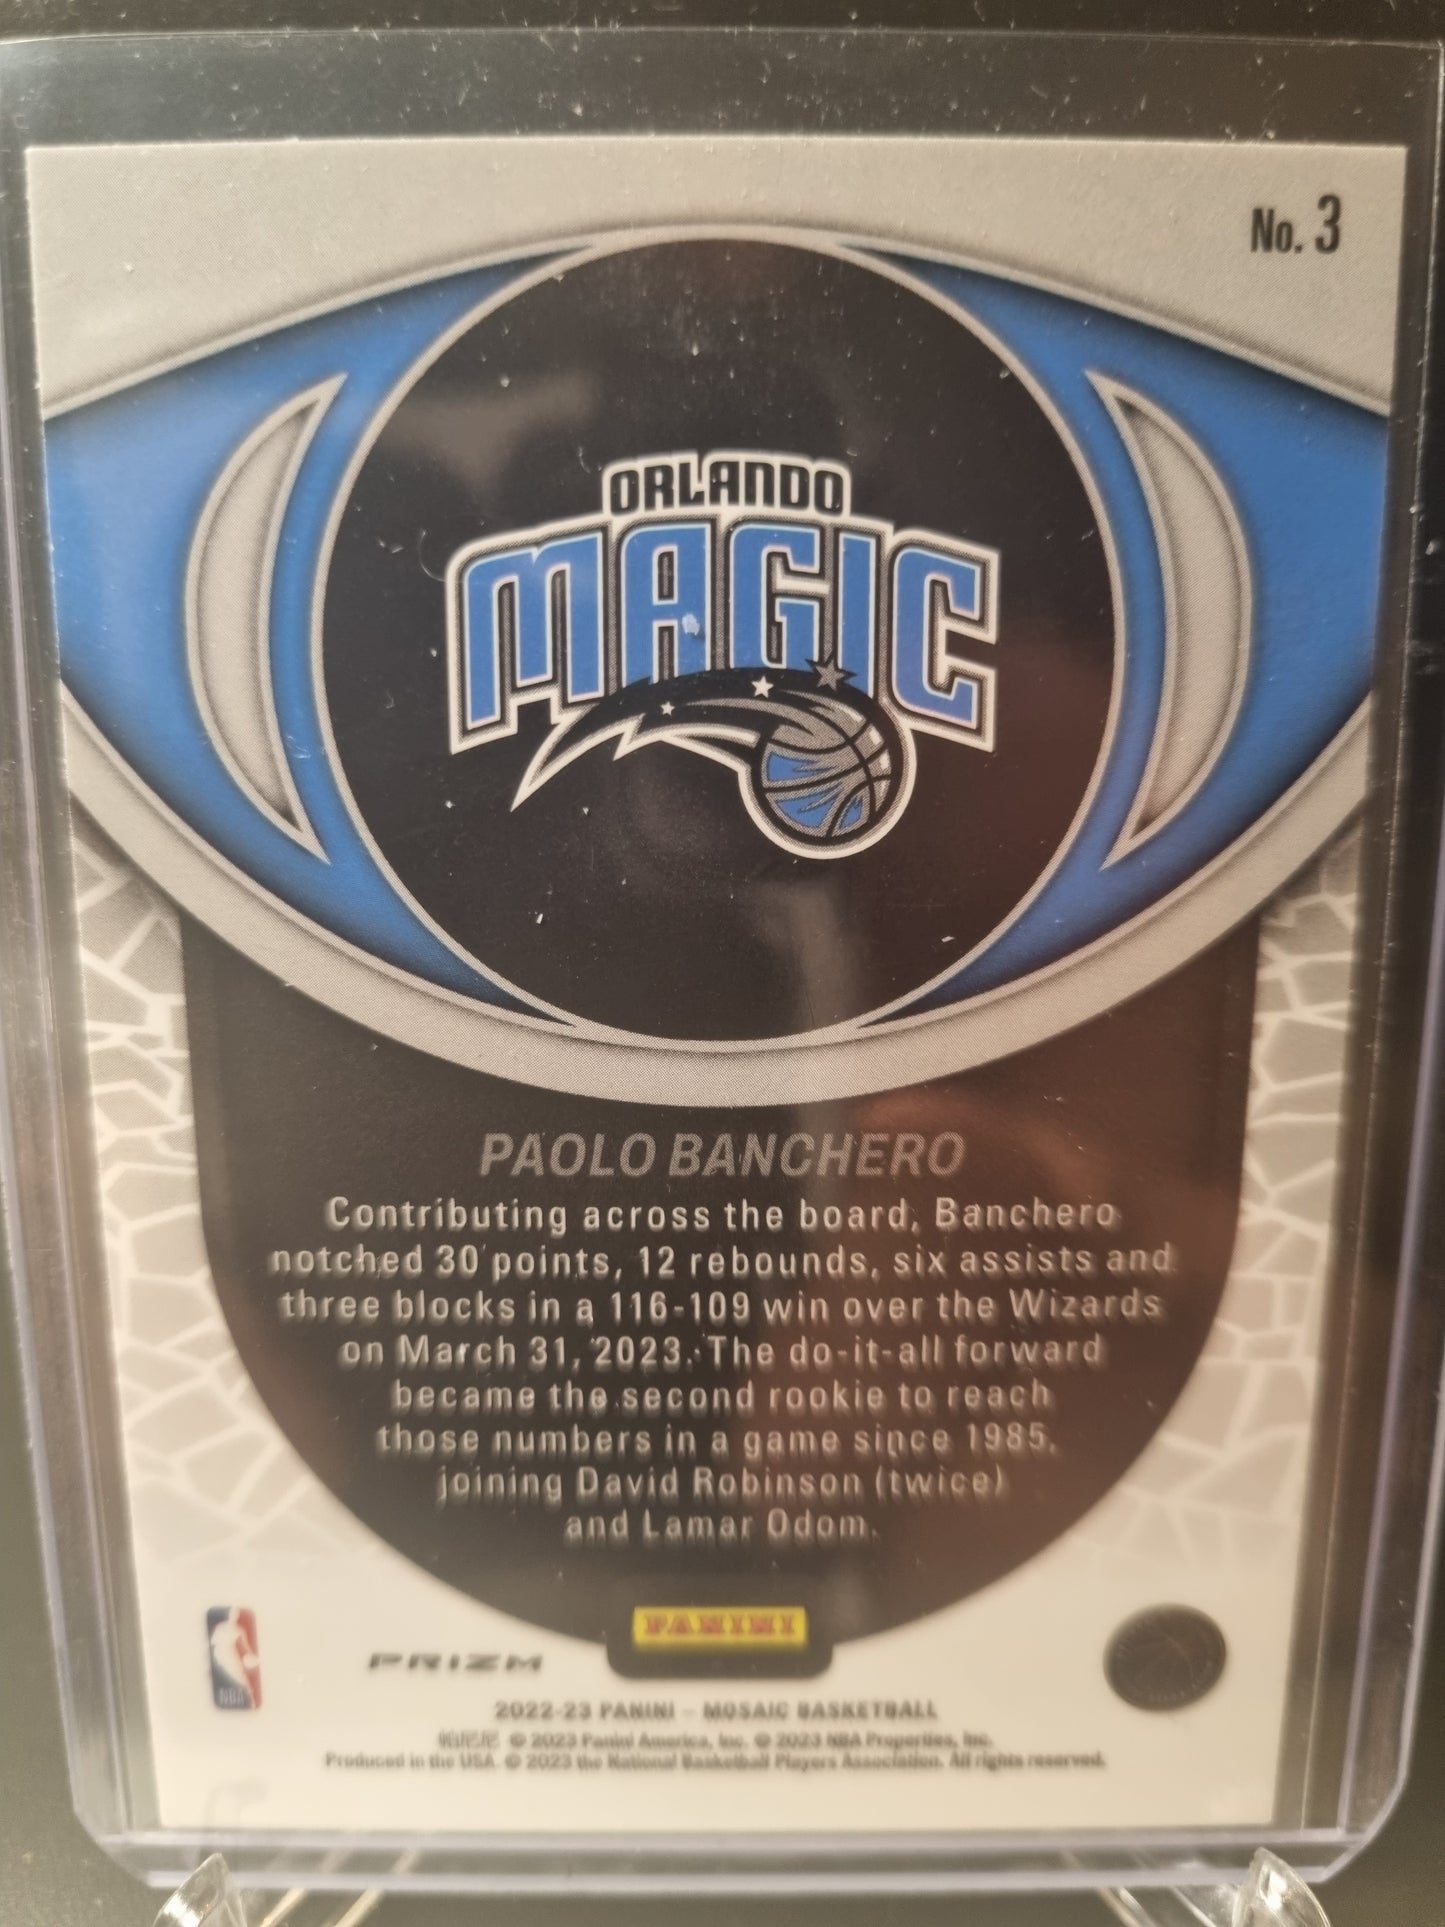 No. 3
ORLANDO
MAGIC
PAOLO BANCHERO
Contributing across the board, Banchero
notched 30 points, 12 rebounds, six assists and
three blocks in a 116-109 win over the Wizards
on March 31, 2023. The do-it-all forward
became the second rookie to reach
those numbers in a game since 1985,
joining David Robinson (twice)
and Lamar Odom.
PANINI
NBA
PRIZM
2022-23 PANINI – MOSAIC BASKETBALL
© 2023 Panini America, Inc. © 2023 NBA Properties, Inc.
Produced in the USA. © 2023 the National Basketball Players Association. All rights reserved.